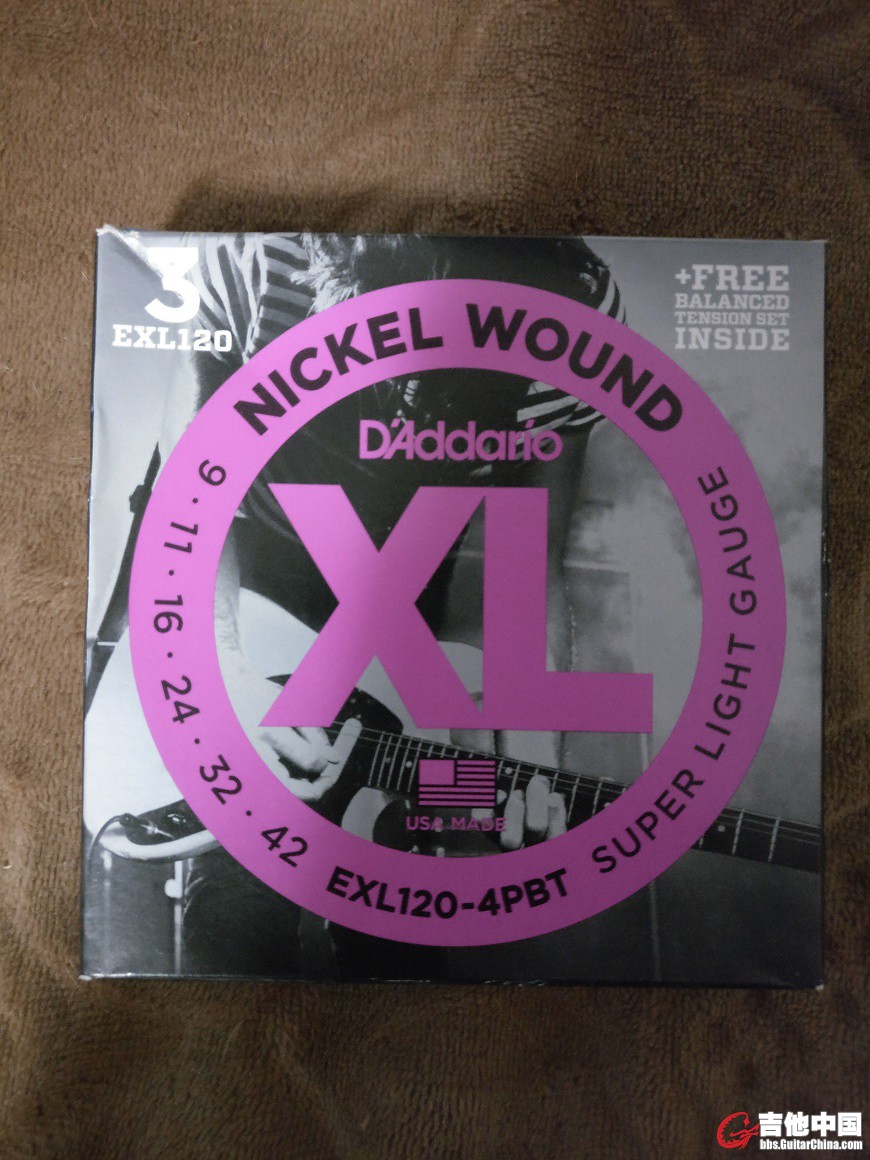 3
EXL120
+FREE
BALANCED
TENSION SET
INSIDE
NICKEL WOUND
D'Addario
XL
9 · 11 · 16 · 24 · 32 · 42
SUPER LIGHT GAUGE
USA MADE
EXL120-4PBT
吉他中国
bbs.GuitarChina.com